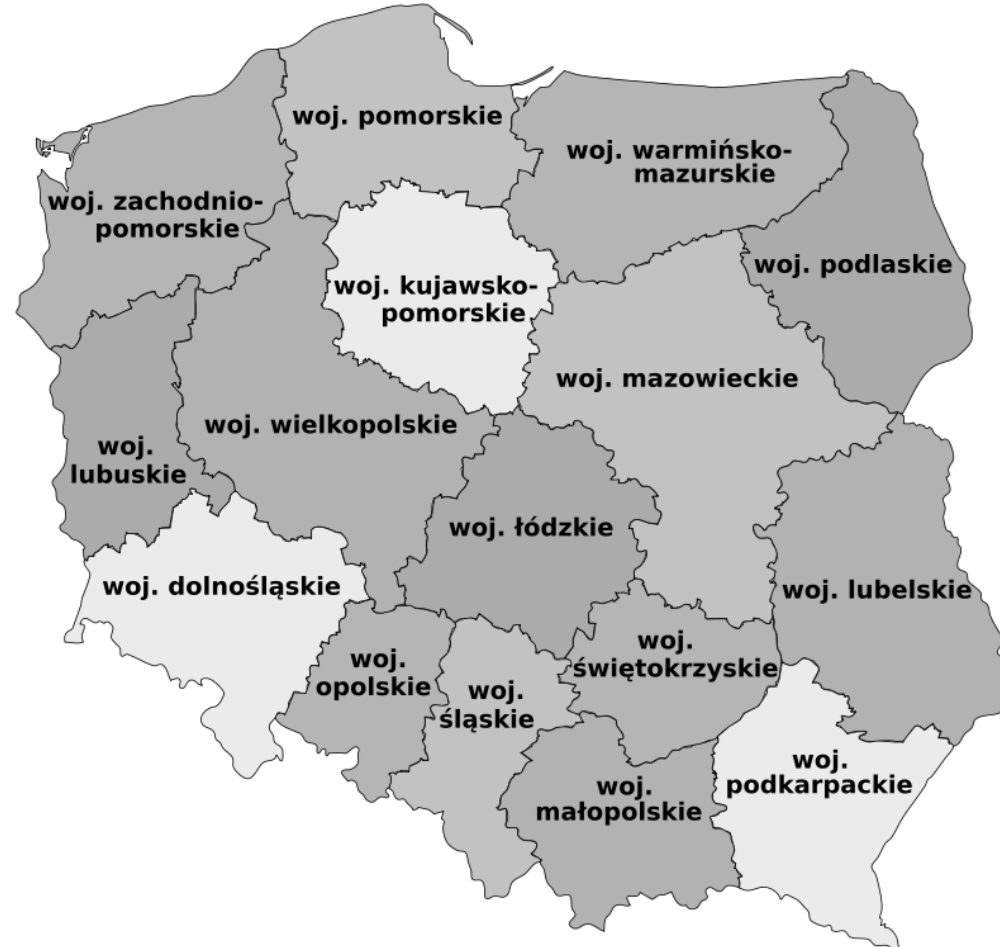 woj. pomorskie
woj. warmińsko-
mazurskie
woj. zachodnio-
pomorskie
woj. podlaskie
woj. kujawsko-
pomorskie
woj. mazowieckie
woj. wielkopolskie
woj.
lubuskie
woj. łódzkie
woj. dolnośląskie
woj. lubelskie
woj.
świętokrzyskie
woj.
opolskie
woj.
śląskie
woj.
podkarpackie
woj.
małopolskie